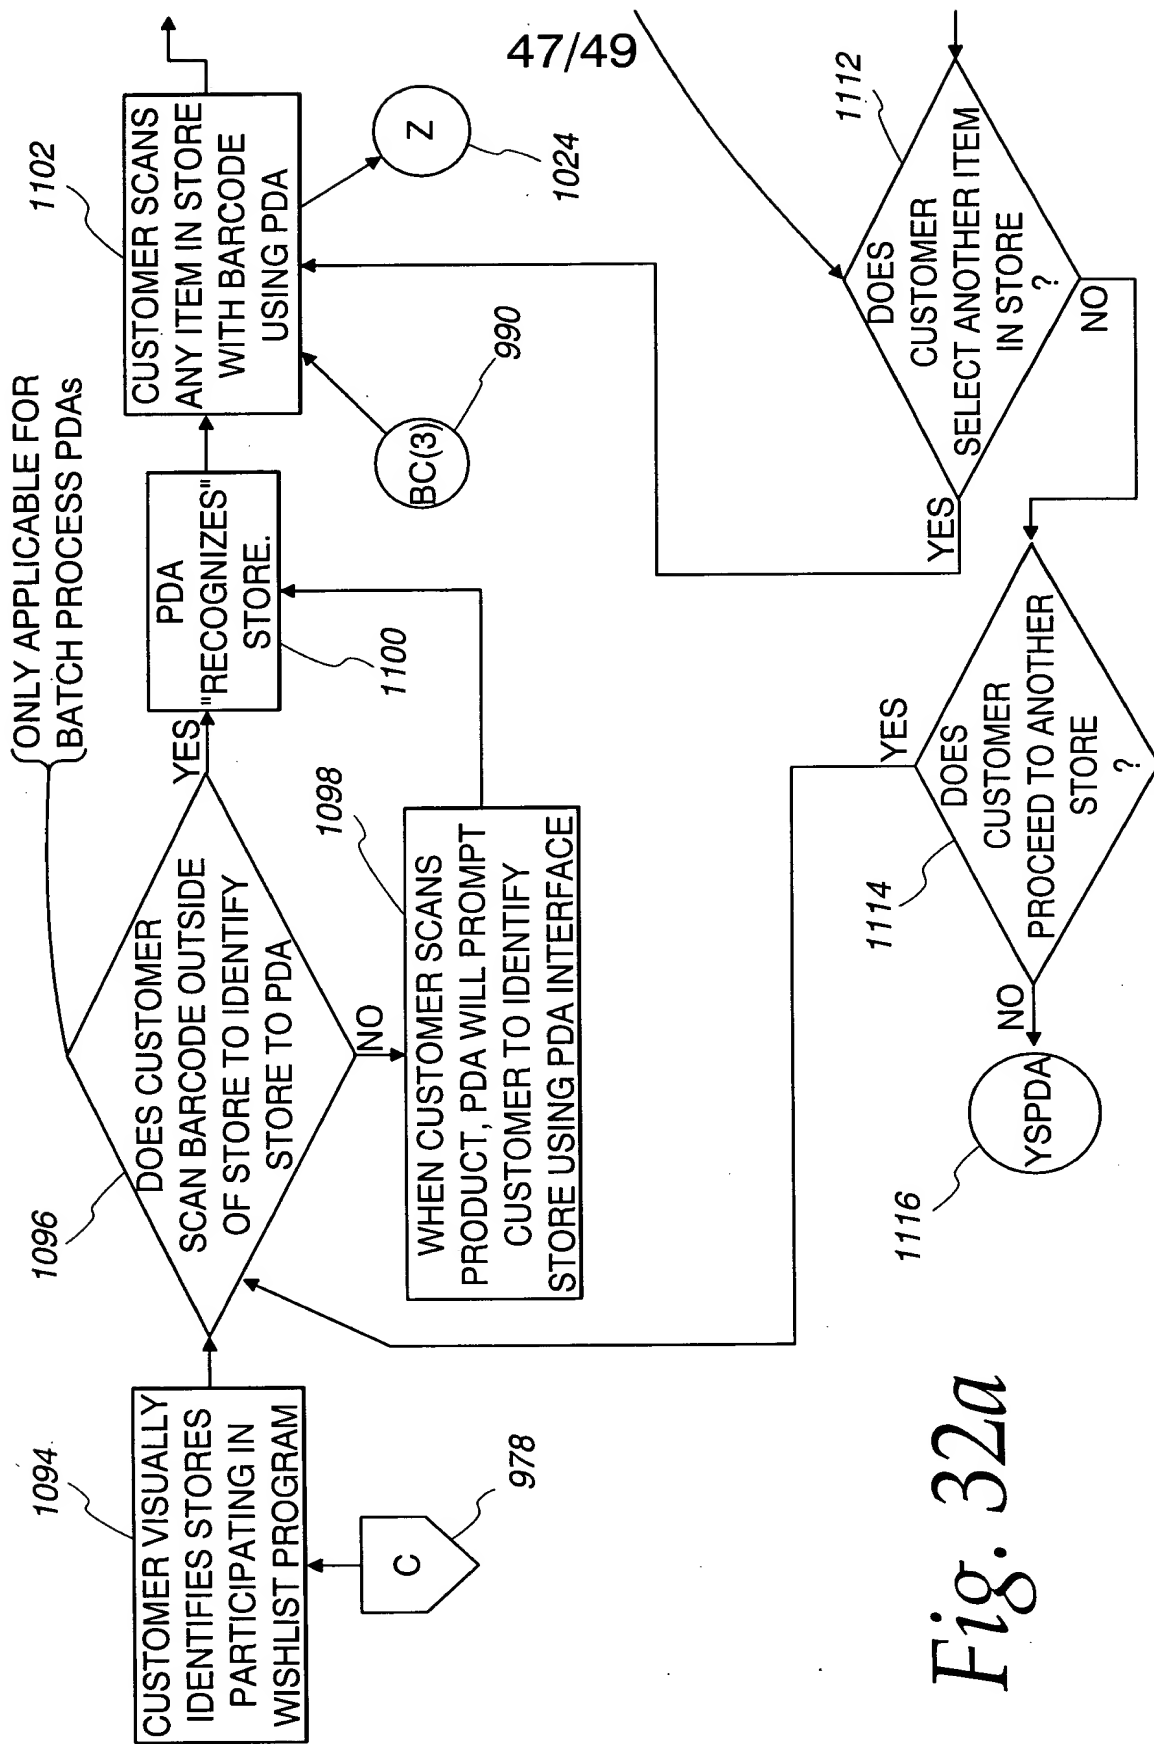 47/49
ONLY APPLICABLE FOR
BATCH PROCESS PDAs
1094
CUSTOMER VISUALLY
IDENTIFIES STORES
PARTICIPATING IN
WISHLIST PROGRAM
C
978
1096
DOES CUSTOMER
SCAN BARCODE OUTSIDE
OF STORE TO IDENTIFY
STORE TO PDA
YES
NO
1098
WHEN CUSTOMER SCANS
PRODUCT, PDA WILL PROMPT
CUSTOMER TO IDENTIFY
STORE USING PDA INTERFACE
PDA
"RECOGNIZES"
STORE.
1100
1102
CUSTOMER SCANS
ANY ITEM IN STORE
WITH BARCODE
USING PDA
BC(3)
990
Z
1024
1112
DOES
CUSTOMER
SELECT ANOTHER ITEM
IN STORE
?
YES
NO
1114
DOES
CUSTOMER
PROCEED TO ANOTHER
STORE
?
YES
NO
YSPDA
1116
Fig. 32a